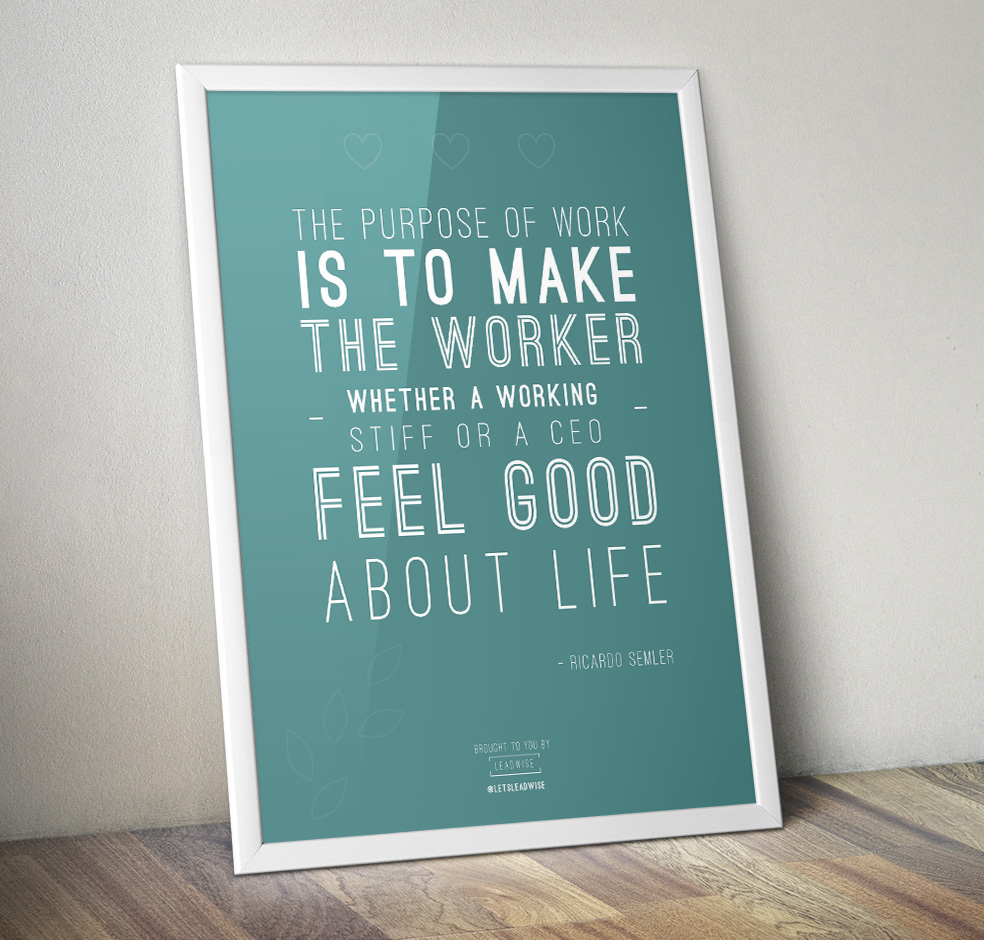 THE PURPOSE OF WORK
IS TO MAKE
THE WORKER
- WHETHER A WORKING -
STIFF OR A CEO
FEEL GOOD
ABOUT LIFE
- RICARDO SEMLER
BROUGHT TO YOU BY
LEADWISE
@LETSLEADWISE